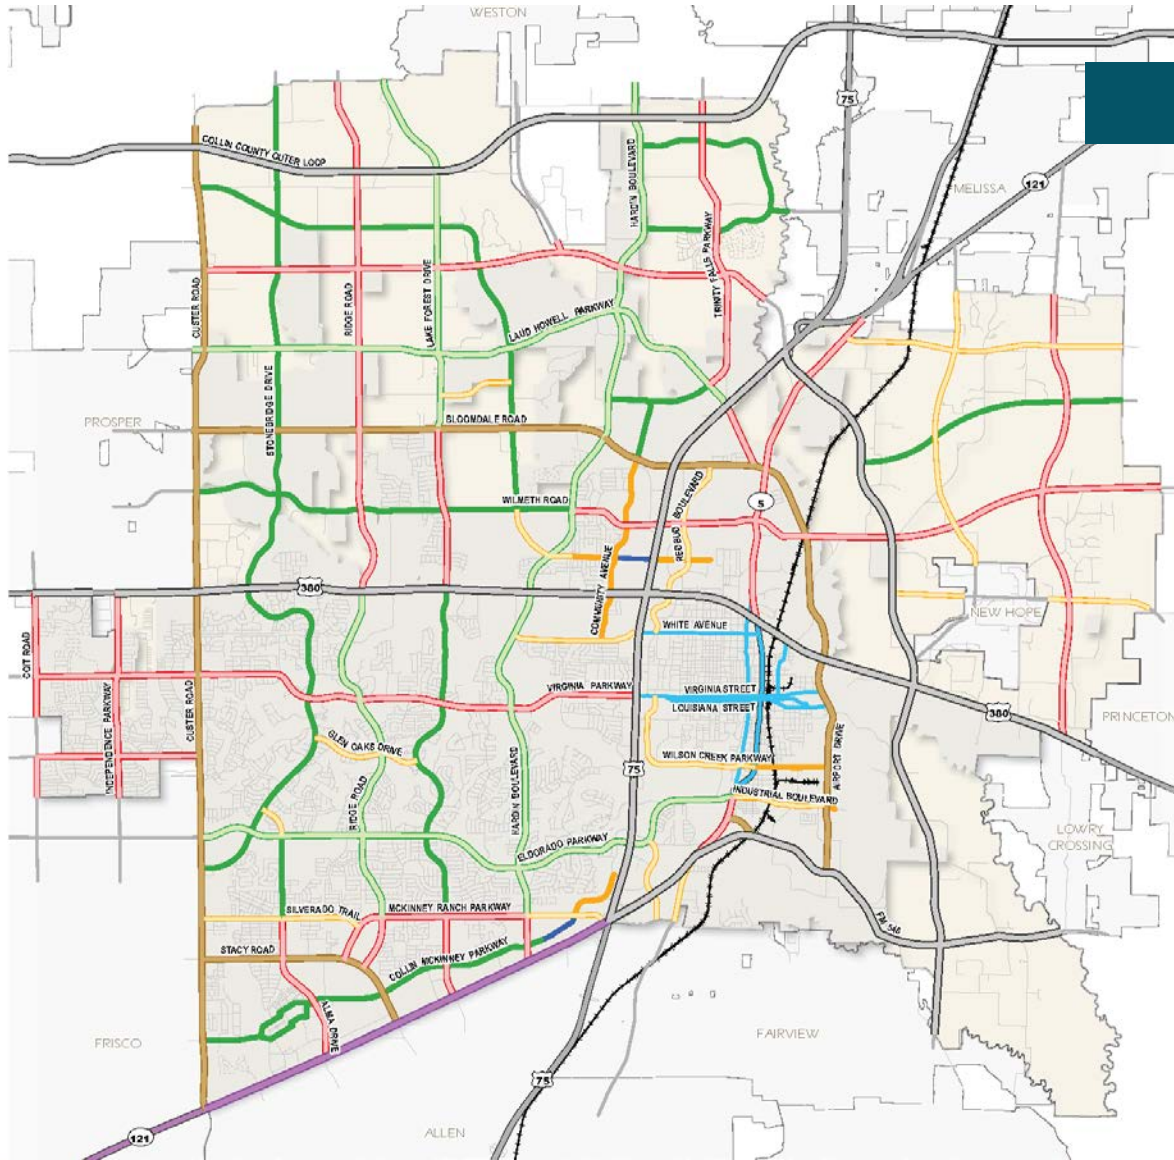 WESTON
75
COLLIN COUNTY OUTER LOOP
HARDIN BOULEVARD
MELISSA
121
TRINITY FALLS PARKWAY
CUSTER ROAD
RIDGE ROAD
LAKE FOREST DRIVE
LAUD HOWELL PARKWAY
STONEBRIDGE DRIVE
PROSPER
BLOOMDALE ROAD
WILMETH ROAD
REDBUD BOULEVARD
5
COMMUNITY AVENUE
380
NEW HOPE
WHITE AVENUE
COIT ROAD
INDEPENDENCE PARKWAY
CUSTER ROAD
VIRGINIA PARKWAY
VIRGINIA STREET
LOUISIANA STREET
380
PRINCETON
GLEN OAKS DRIVE
WILSON CREEK PARKWAY
AIRPORT DRIVE
75
INDUSTRIAL BOULEVARD
RIDGE ROAD
HARDIN BOULEVARD
ELDORADO PARKWAY
LOWRY
CROSSING
SILVERADO TRAIL
MCKINNEY RANCH PARKWAY
FM 546
STACY ROAD
COLLIN MCKINNEY PARKWAY
ALMA DRIVE
FRISCO
FAIRVIEW
75
121
ALLEN